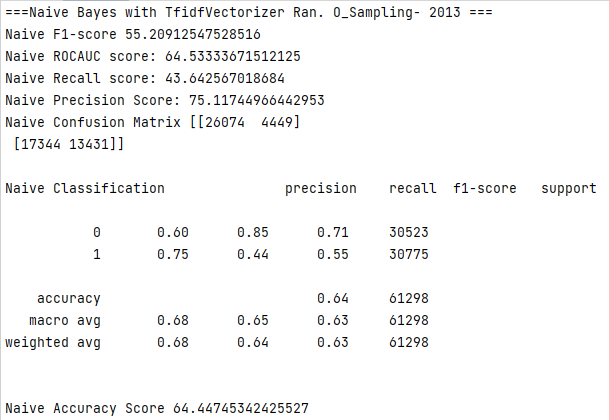 ===Naive Bayes with TfidfVectorizer Ran. O_Sampling- 2013 ===
Naive F1-score 55.20912547528516
Naive ROCAUC score: 64.53333671512125
Naive Recall score: 43.642567018684
Naive Precision Score: 75.11744966442953
Naive Confusion Matrix [[26074  4449]
 [17344 13431]]
Naive Classification               precision    recall  f1-score   support
           0       0.60      0.85      0.71     30523
           1       0.75      0.44      0.55     30775
    accuracy                           0.64     61298
   macro avg       0.68      0.65      0.63     61298
weighted avg       0.68      0.64      0.63     61298
Naive Accuracy Score 64.44745342425527